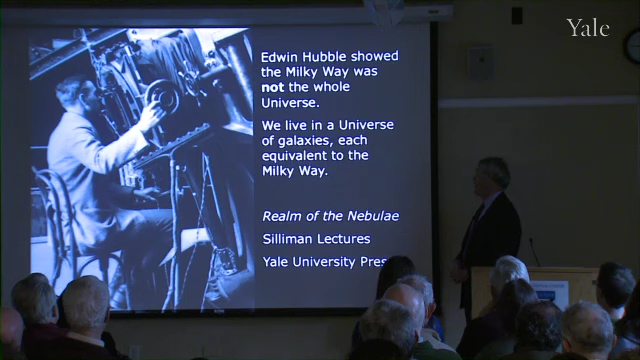 Yale
Edwin Hubble showed
the Milky Way was
not the whole
Universe.
We live in a Universe
of galaxies, each
equivalent to the
Milky Way.
Realm of the Nebulae
Silliman Lectures
Yale University Pres